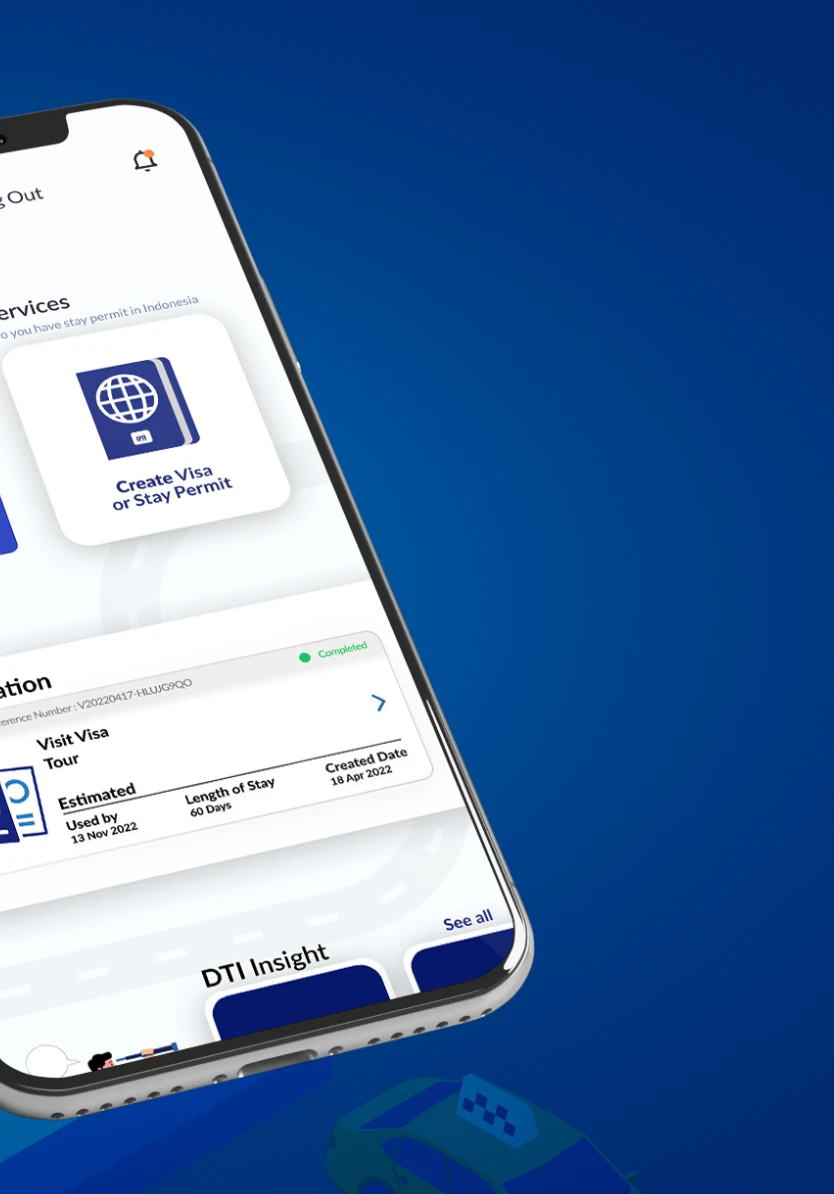 g Out
ervices
o you have stay permit in Indonesia
Create Visa
or Stay Permit
ation
erence Number : V20220417-HLUJG9QO
Completed
Visit Visa
Tour
Estimated
Used by
13 Nov 2022
Length of Stay
60 Days
Created Date
18 Apr 2022
See all
DTI Insight